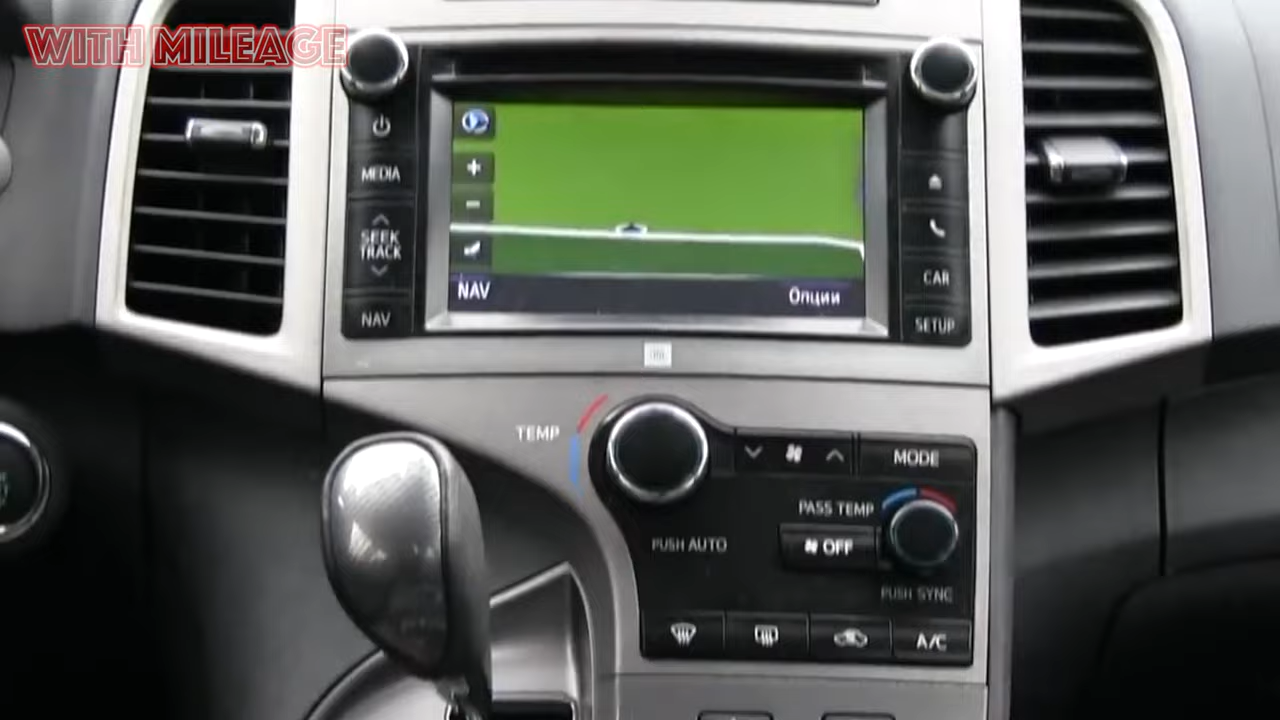 WITH MILEAGE
MEDIA
SEEK
TRACK
NAV
NAV
Опции
CAR
SETUP
TEMP
MODE
PASS TEMP
OFF
PUSH AUTO
PUSH SYNC
A/C